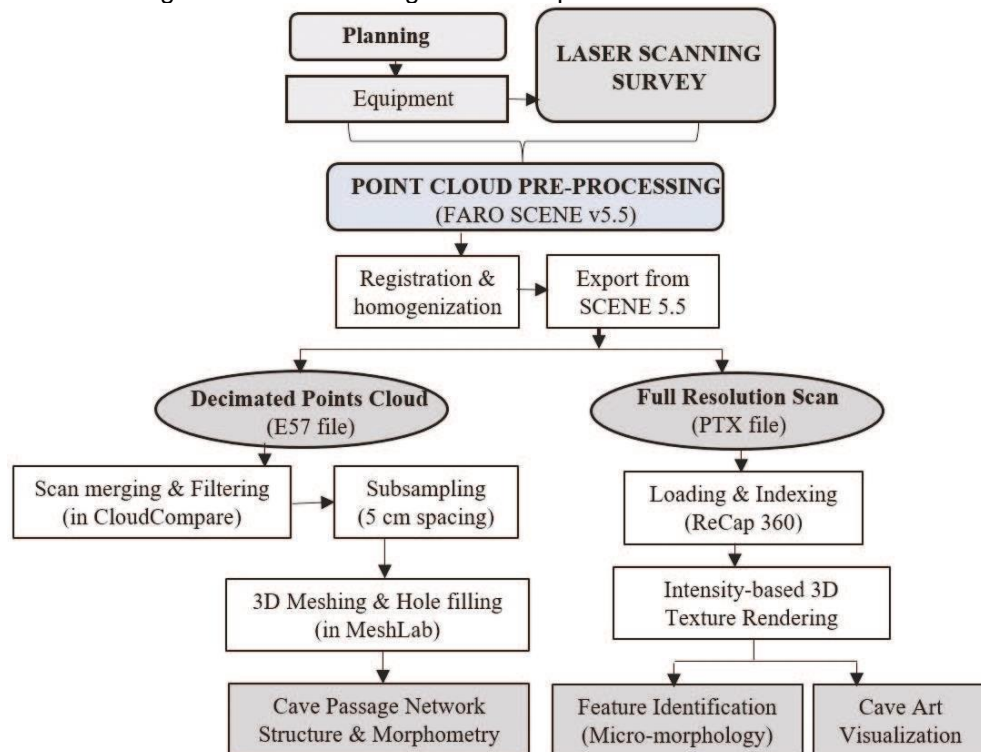 Planning
LASER SCANNING
SURVEY
Equipment
POINT CLOUD PRE-PROCESSING
(FARO SCENE v5.5)
Registration &
homogenization
Export from
SCENE 5.5
Decimated Points Cloud
(E57 file)
Full Resolution Scan
(PTX file)
Scan merging & Filtering
(in CloudCompare)
Subsampling
(5 cm spacing)
Loading & Indexing
(ReCap 360)
3D Meshing & Hole filling
(in MeshLab)
Intensity-based 3D
Texture Rendering
Cave Passage Network
Structure & Morphometry
Feature Identification
(Micro-morphology)
Cave Art
Visualization